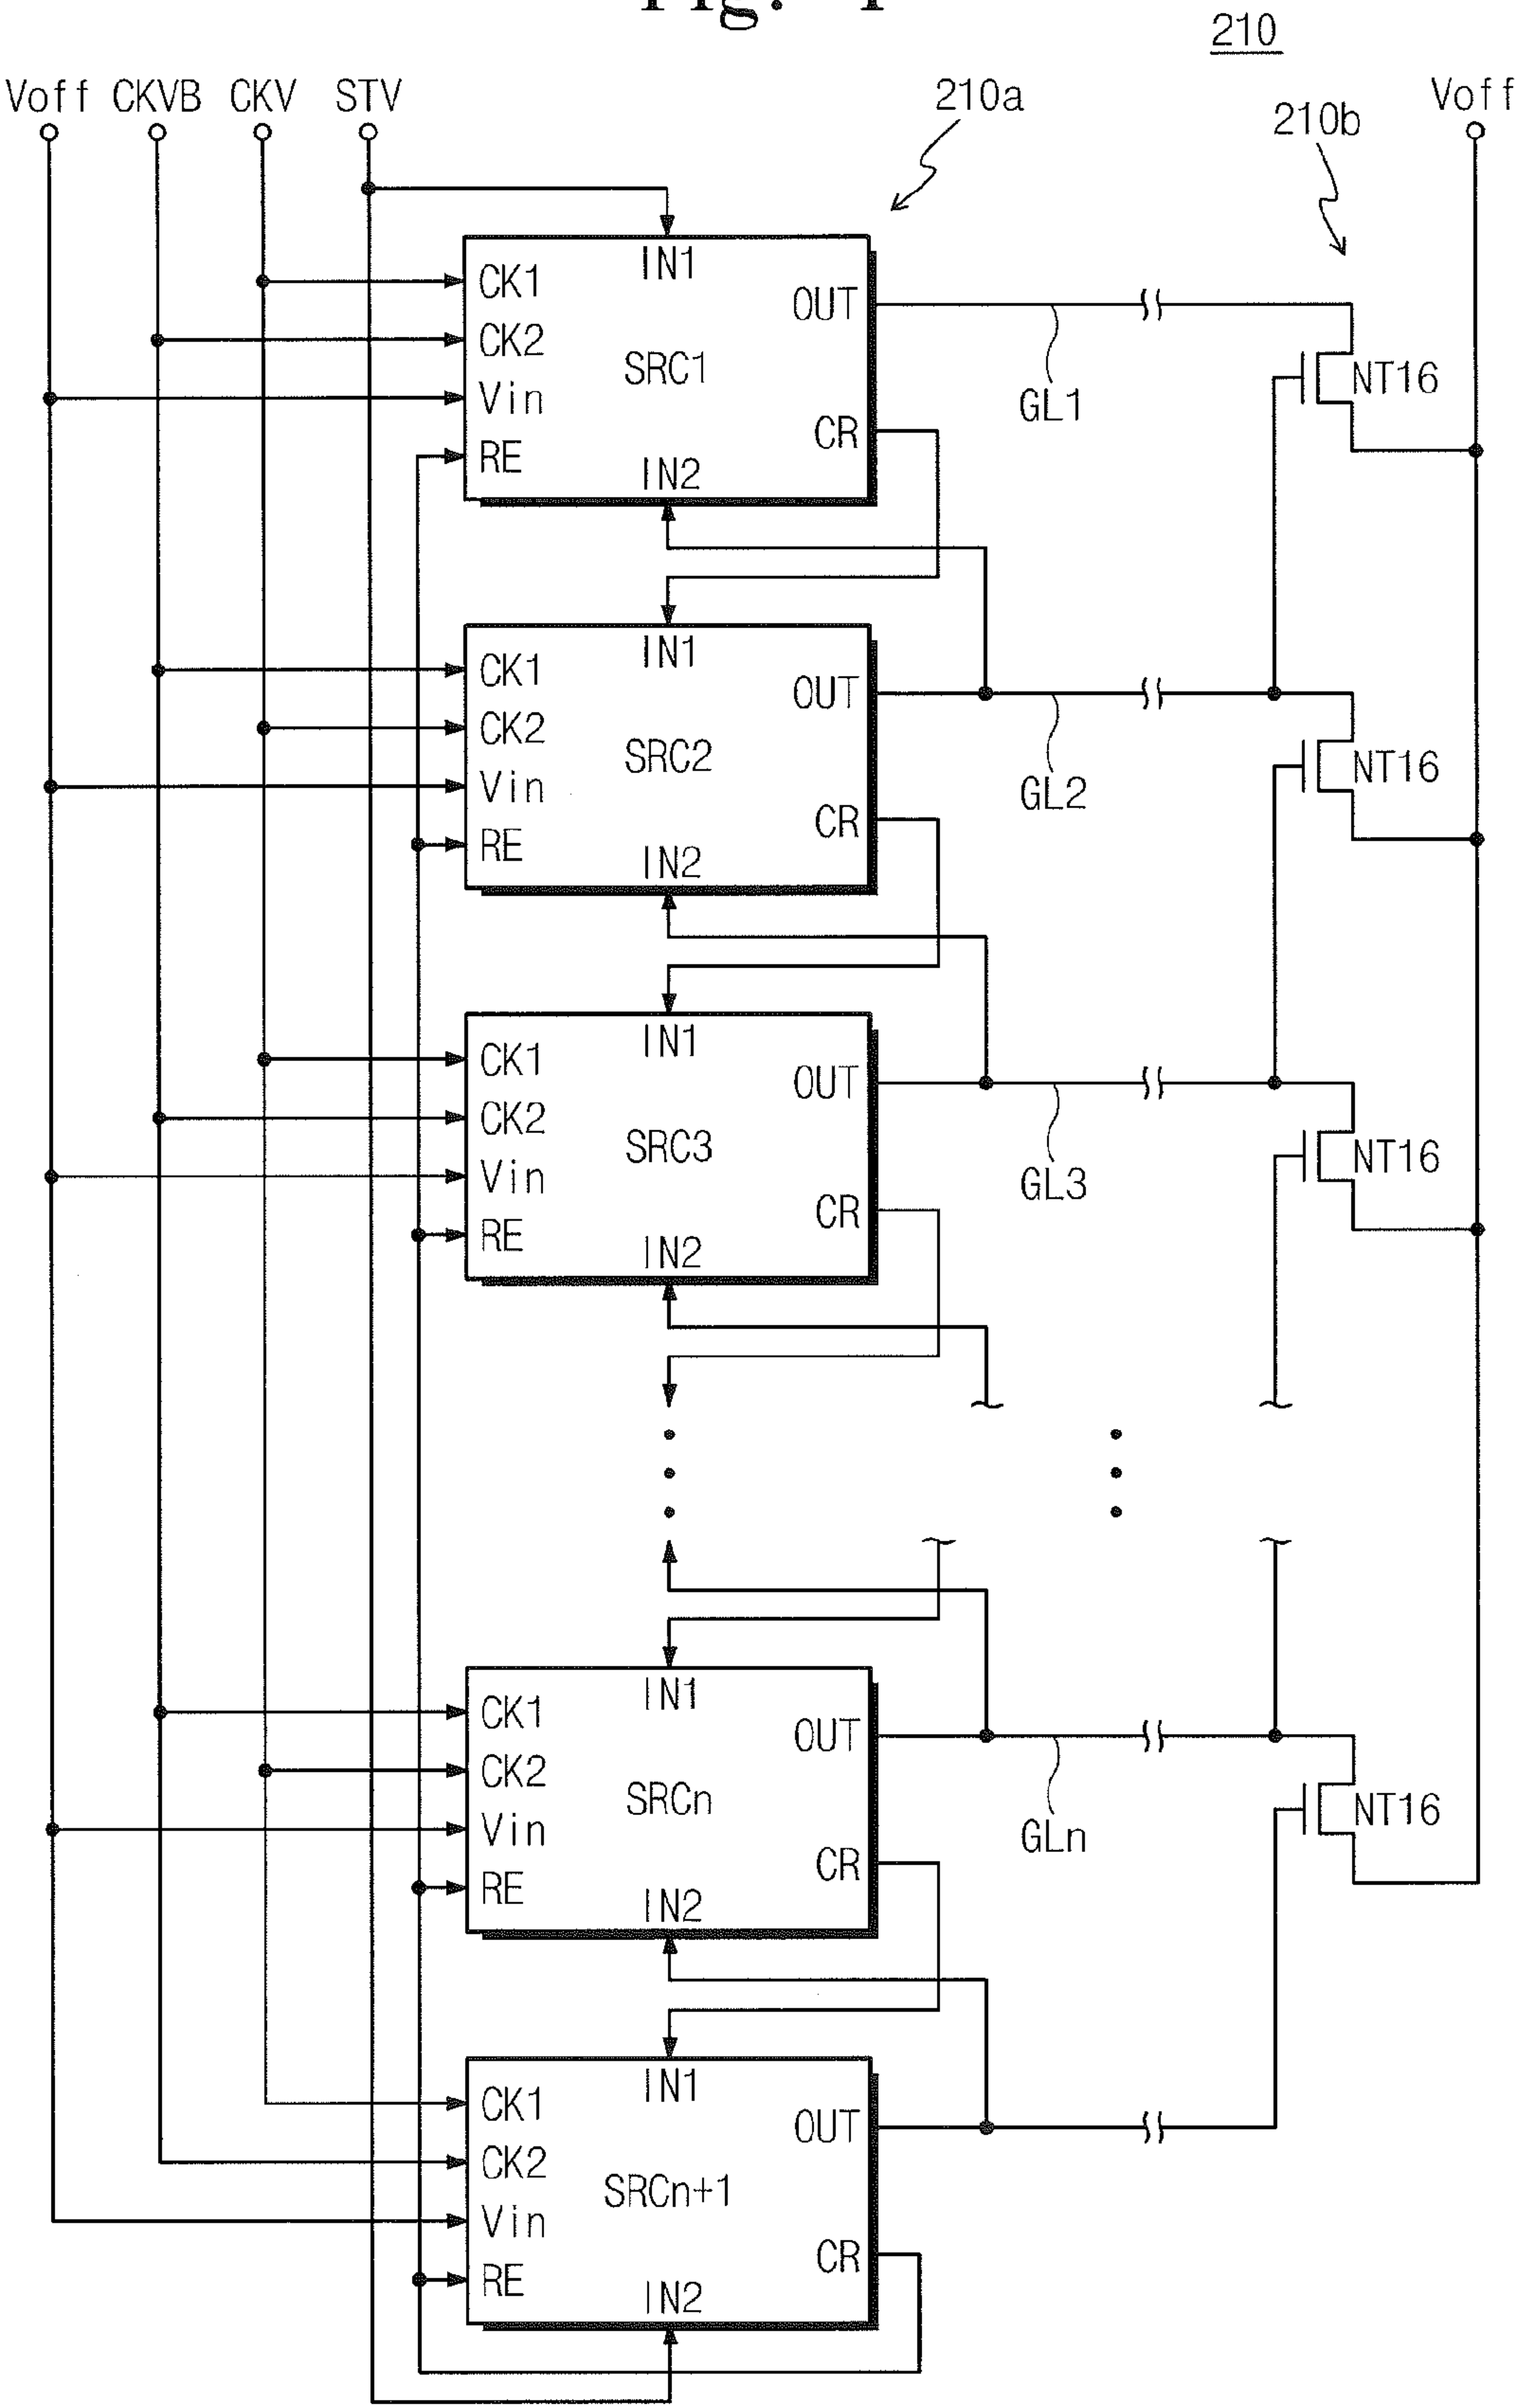 210
Voff CKVB CKV STV 210a 210b Voff
IN1
CK1
OUT
CK2
SRC1
NT16
Vin
GL1
CR
RE
IN2
IN1
CK1
OUT
CK2
SRC2
NT16
Vin
GL2
CR
RE
IN2
IN1
CK1
OUT
CK2
SRC3
NT16
Vin
GL3
CR
RE
IN2
IN1
CK1
OUT
CK2
SRCn
NT16
Vin
GLn
CR
RE
IN2
IN1
CK1
OUT
CK2
SRCn+1
Vin
CR
RE
IN2